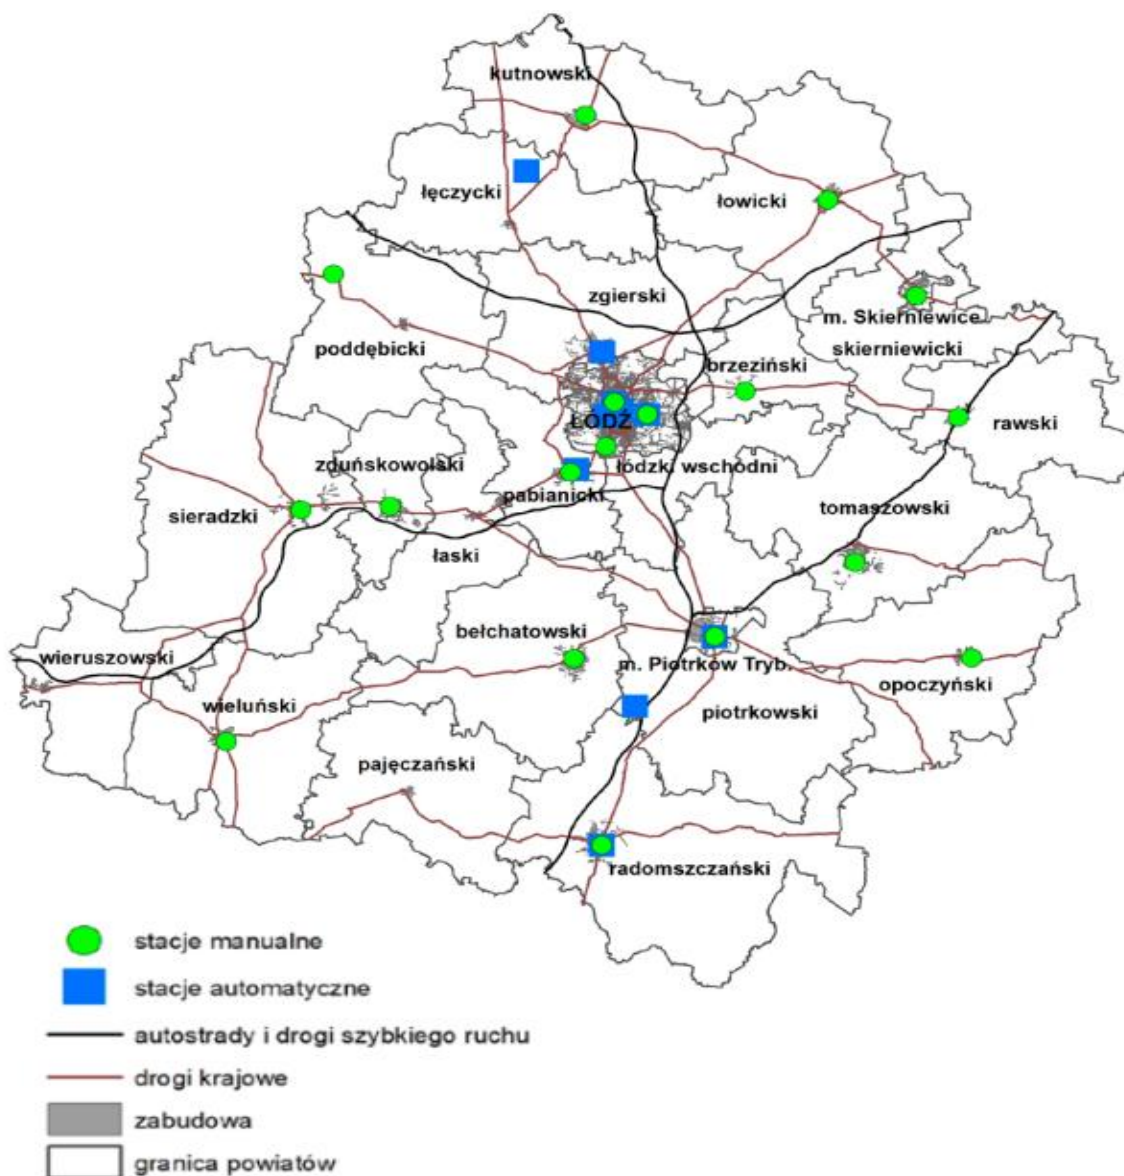 kutnowski
łęczycki
łowicki
zgierski
m. Skierniewice
skierniewicki
poddębicki
brzeziński
ŁÓDŹ
rawski
zduńskowolski
łódzki wschodni
pabianicki
sieradzki
tomaszowski
łaski
bełchatowski
wieruszowski
m. Piotrków Tryb.
opoczyński
wieluński
piotrkowski
pajęczański
radomszczański
stacje manualne
stacje automatyczne
autostrady i drogi szybkiego ruchu
drogi krajowe
zabudowa
granica powiatów